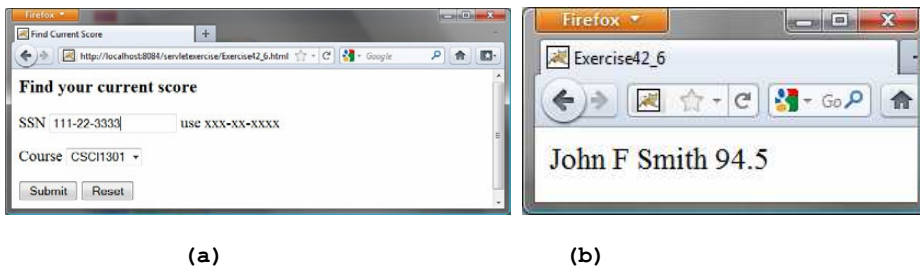 Firefox
Find Current Score
http://localhost:8084/servletexercise/Exercise42_6.html
Google
Find your current score
SSN 111-22-3333 use xxx-xx-xxxx
Course CSCI1301
Submit Reset
(a)
Firefox
Exercise42_6
Go
John F Smith 94.5
(b)